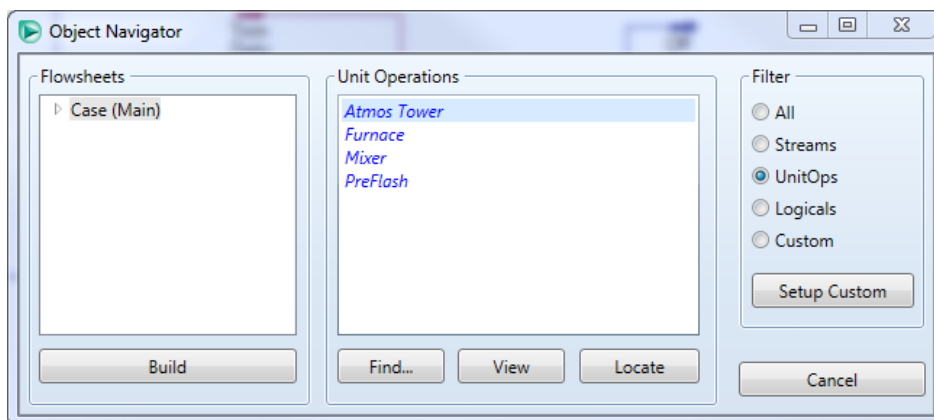 Object Navigator
Flowsheets
Case (Main)
Build
Unit Operations
Atmos Tower
Furnace
Mixer
PreFlash
Find...
View
Locate
Filter
All
Streams
UnitOps
Logicals
Custom
Setup Custom
Cancel